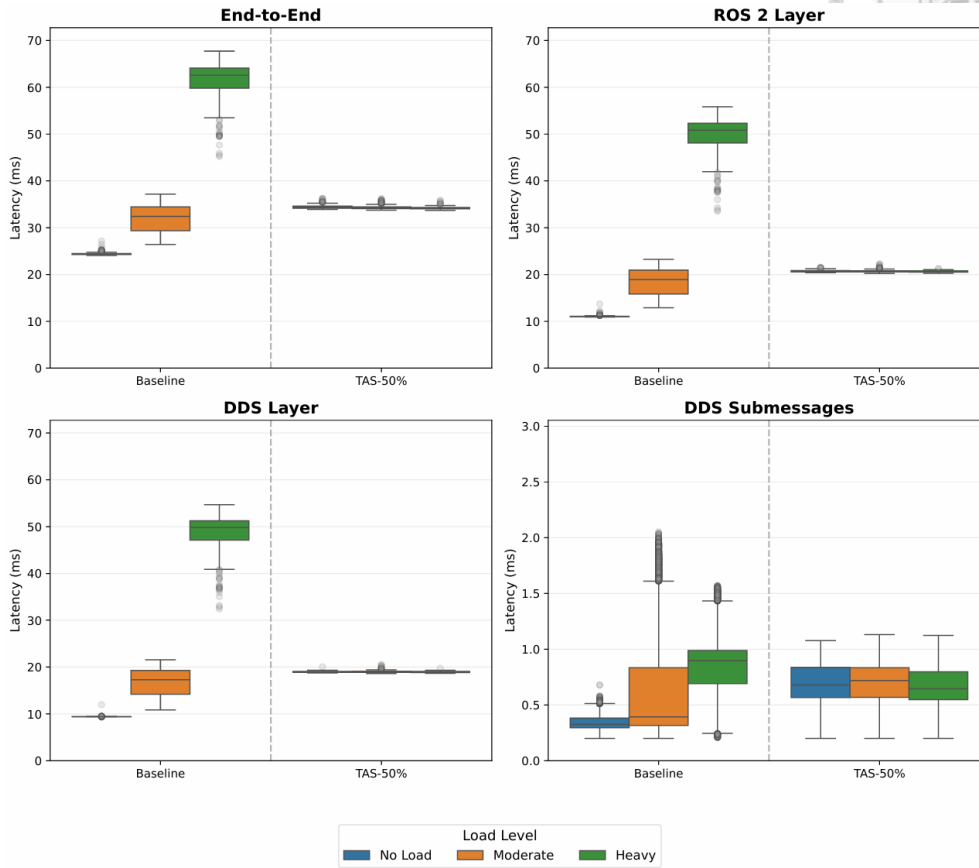 End-to-End
70
60
50
40
30
20
10
0
Latency (ms)
Baseline
TAS-50%
ROS 2 Layer
70
60
50
40
30
20
10
0
Latency (ms)
Baseline
TAS-50%
DDS Layer
70
60
50
40
30
20
10
0
Latency (ms)
Baseline
TAS-50%
DDS Submessages
3.0
2.5
2.0
1.5
1.0
0.5
0.0
Latency (ms)
Baseline
TAS-50%
Load Level
No Load Moderate Heavy